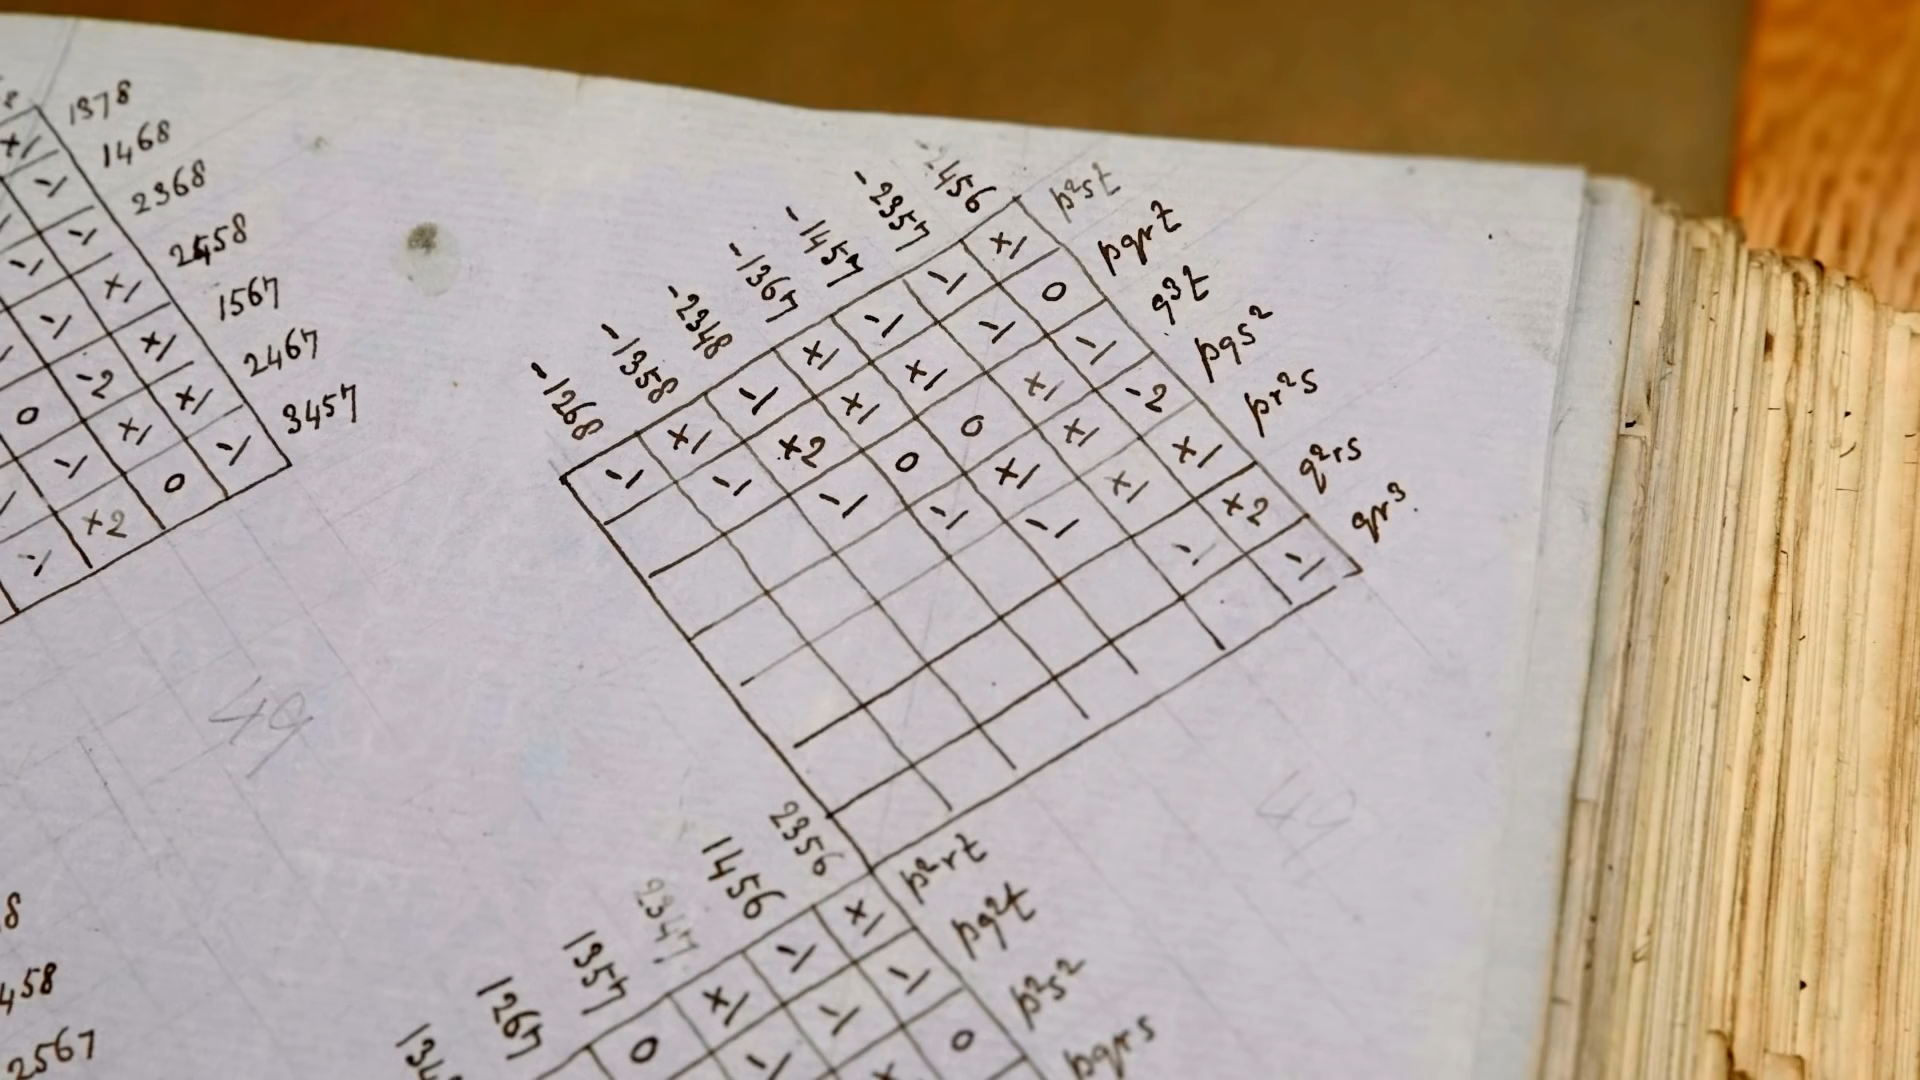 +1 1378
-1 1468
-1 -1 2368
-1 +1 2458
0 -2 +1 1567
-1 +1 +1 2467
-1 +2 0 -1 3457
49
-1268 -1358 -2348 -1367 -1457 -2357 -2456
-1 +1 -1 +1 -1 -1 +1 p²st
-1 +2 +1 +1 -1 0 pqrt
-1 0 0 +1 -1 q³t
-1 +1 +1 -2 pqs²
-1 +1 +1 pr²s
-1 +2 q²rs
-1 qr³
49
458
2567
1267 1357 2347 1456 2356
0 +1 -1 +1 p²rt
-1 -1 -1 pq²t
0 p²s²
pqrs